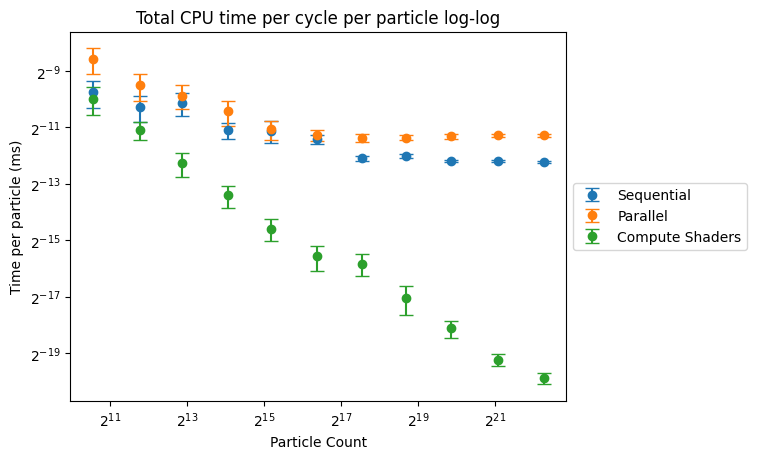 Total CPU time per cycle per particle log-log
Time per particle (ms)
2⁻⁹
2⁻¹¹
2⁻¹³
2⁻¹⁵
2⁻¹⁷
2⁻¹⁹
2¹¹ 2¹³ 2¹⁵ 2¹⁷ 2¹⁹ 2²¹
Particle Count
Sequential
Parallel
Compute Shaders